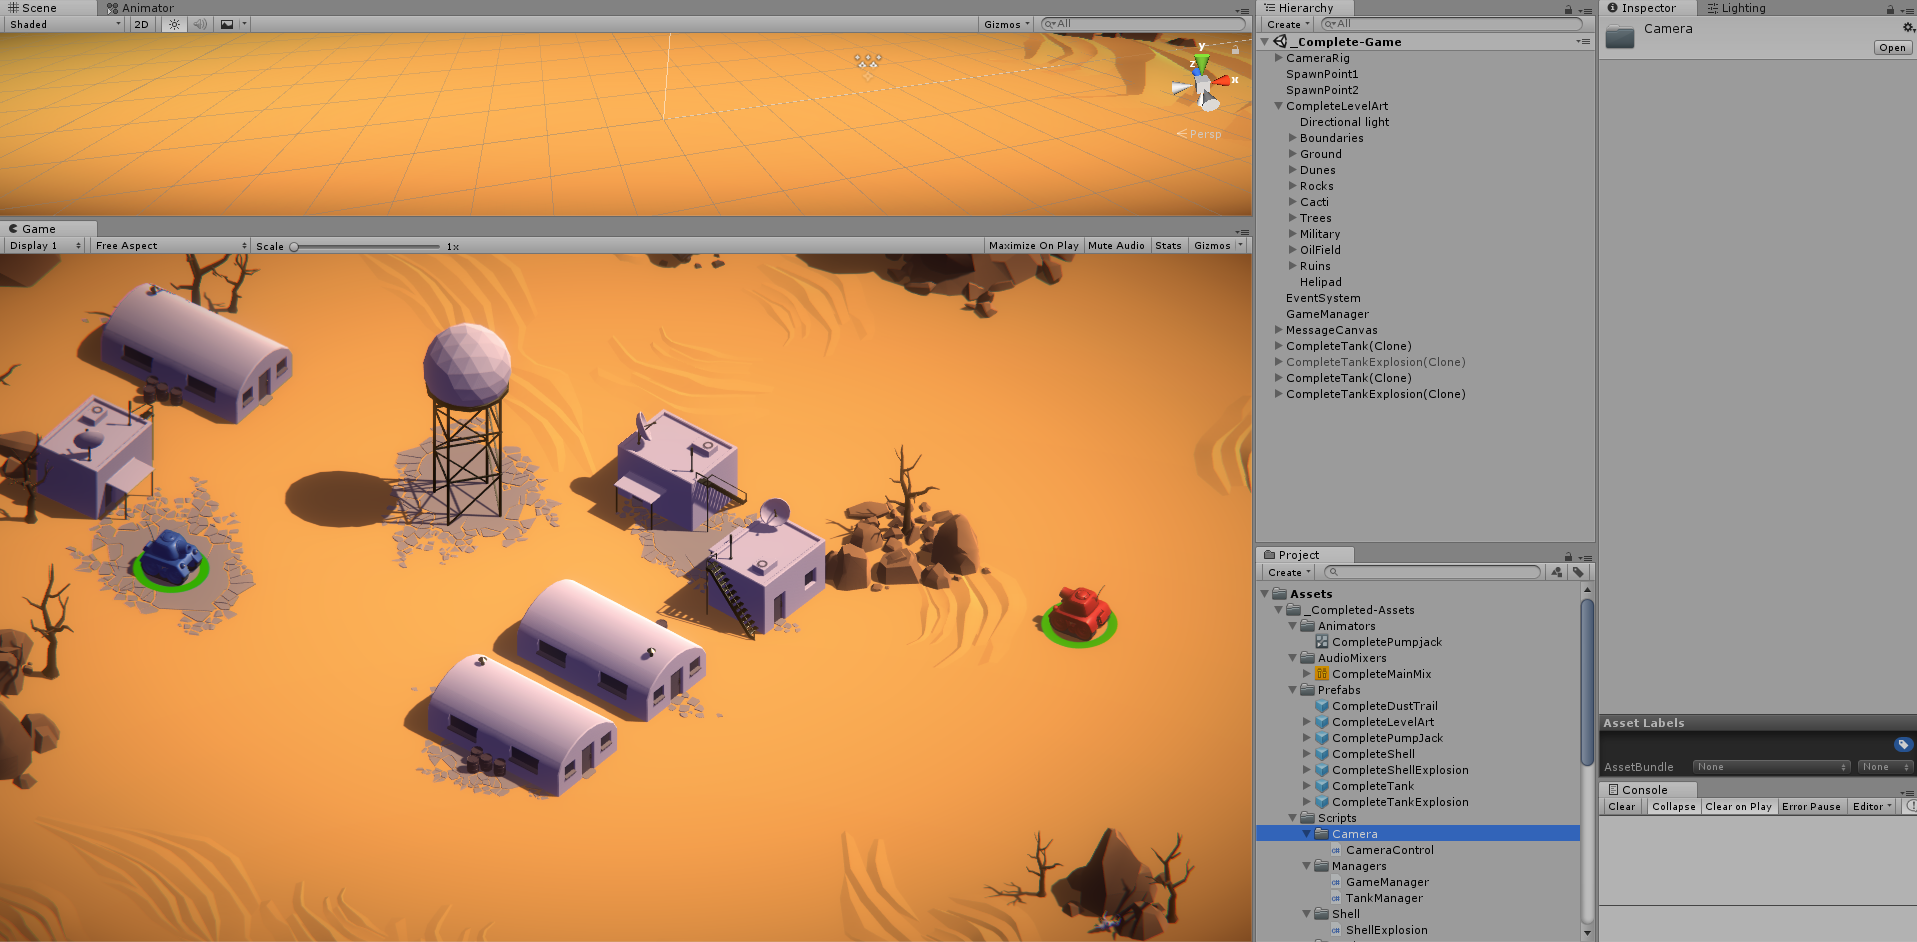 Scene
Animator
Shaded
2D
Gizmos
All
y
z
x
Persp
Game
Display 1
Free Aspect
Scale
1x
Maximize On Play
Mute Audio
Stats
Gizmos
Hierarchy
Create
All
_Complete-Game
CameraRig
SpawnPoint1
SpawnPoint2
CompleteLevelArt
Directional light
Boundaries
Ground
Dunes
Rocks
Cacti
Trees
Military
OilField
Ruins
Helipad
EventSystem
GameManager
MessageCanvas
CompleteTank(Clone)
CompleteTankExplosion(Clone)
CompleteTank(Clone)
CompleteTankExplosion(Clone)
Project
Create
Assets
_Completed-Assets
Animators
CompletePumpjack
AudioMixers
CompleteMainMix
Prefabs
CompleteDustTrail
CompleteLevelArt
CompletePumpJack
CompleteShell
CompleteShellExplosion
CompleteTank
CompleteTankExplosion
Scripts
Camera
CameraControl
Managers
GameManager
TankManager
Shell
ShellExplosion
Inspector
Lighting
Camera
Open
Asset Labels
AssetBundle
None
None
Console
Clear
Collapse
Clear on Play
Error Pause
Editor